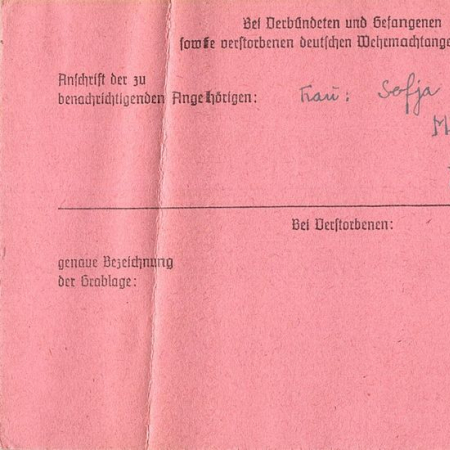 Bei Verbündeten und Gefangenen
sowie verstorbenen deutschen
Anschrift der zu
benachrichtigenden Angehörigen: Frau: Sofja
Bei Verstorbenen:
genaue Bezeichnung
der Grablage: